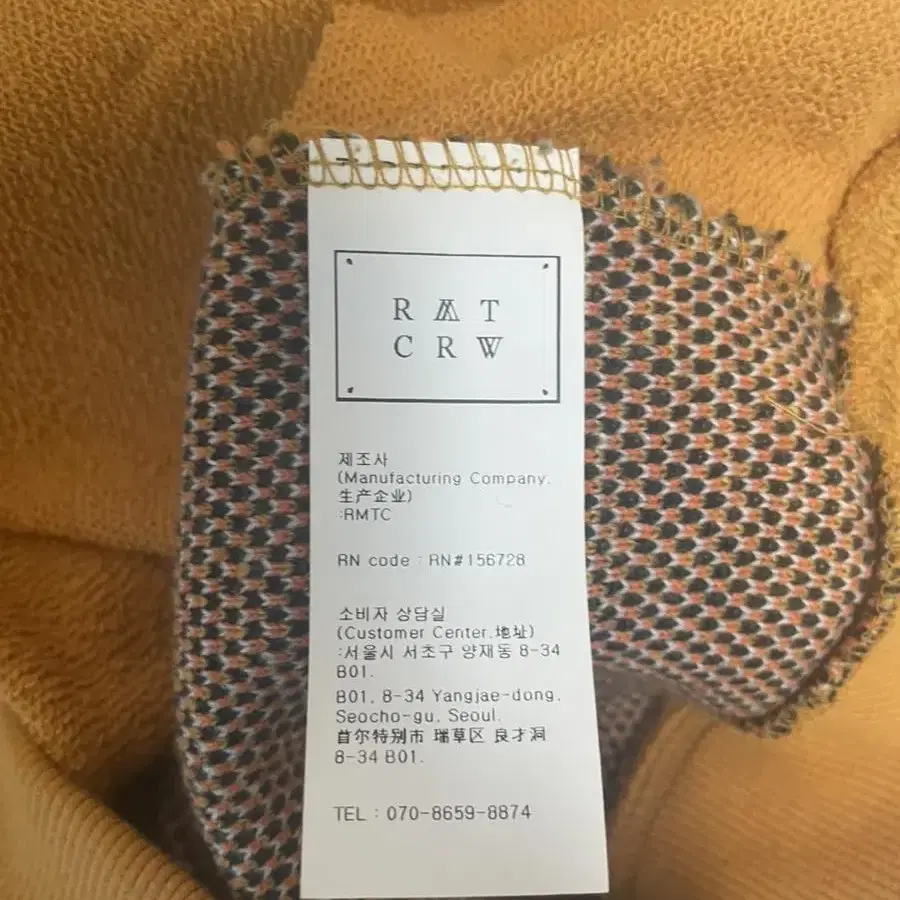 RMT
CRW
제조사
(Manufacturing Company.
生产企业)
:RMTC
RN code : RN#156728
소비자 상담실
(Customer Center.地址)
:서울시 서초구 양재동 8-34
B01.
B01, 8-34 Yangjae-dong,
Seocho-gu, Seoul.
首尔特别市 瑞草区 良才洞
8-34 B01.
TEL : 070-8659-8874